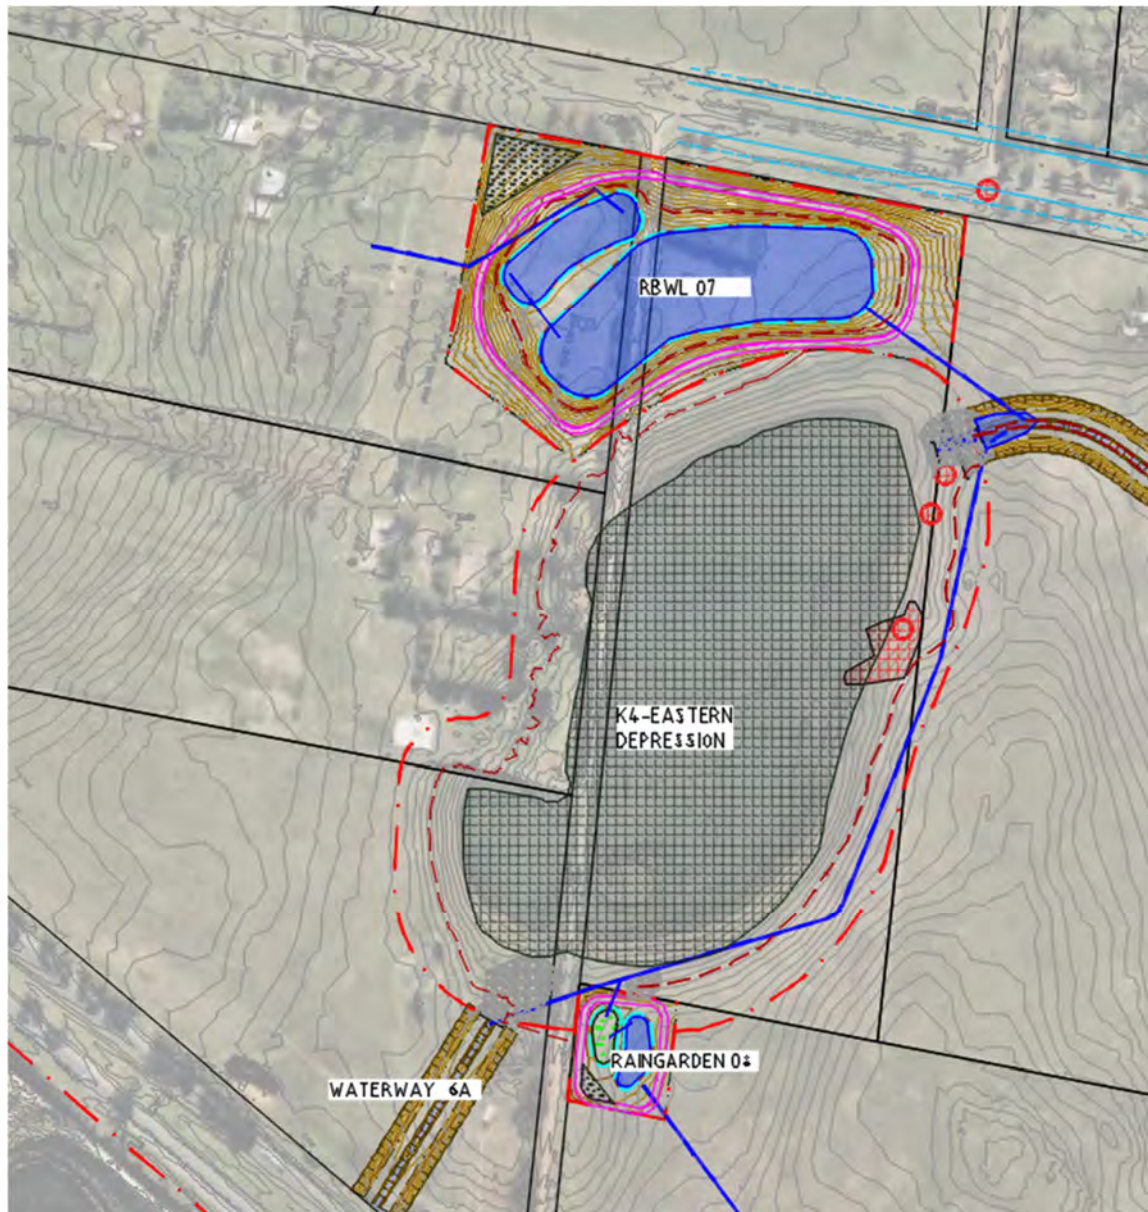 RBWL 07
K4-EASTERN
DEPRESSION
RAINGARDEN 08
WATERWAY 6A